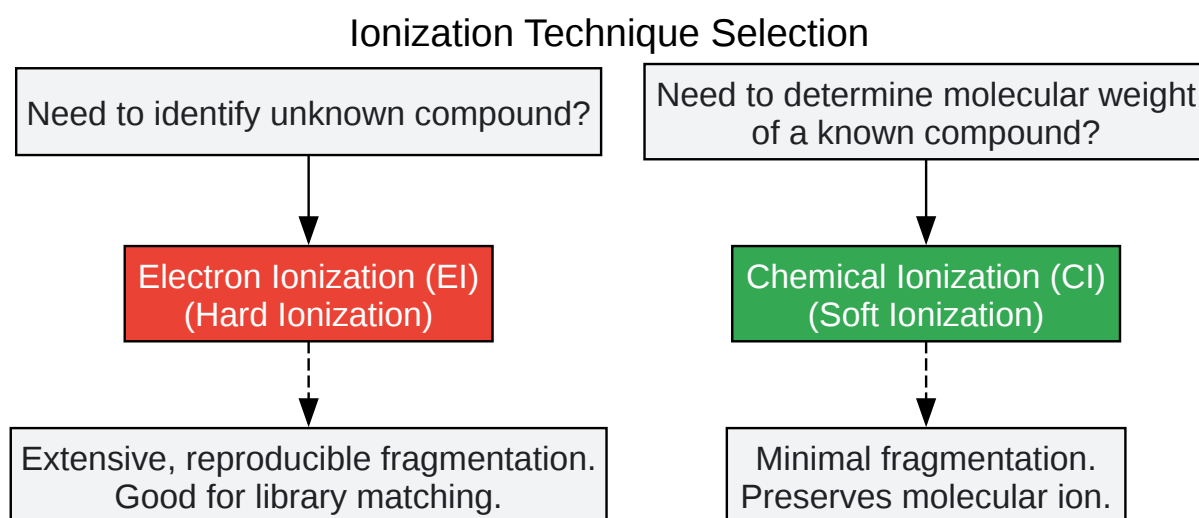 Ionization Technique Selection
Need to identify unknown compound?
Need to determine molecular weight
of a known compound?
Electron Ionization (EI)
(Hard Ionization)
Chemical Ionization (CI)
(Soft Ionization)
Extensive, reproducible fragmentation.
Good for library matching.
Minimal fragmentation.
Preserves molecular ion.